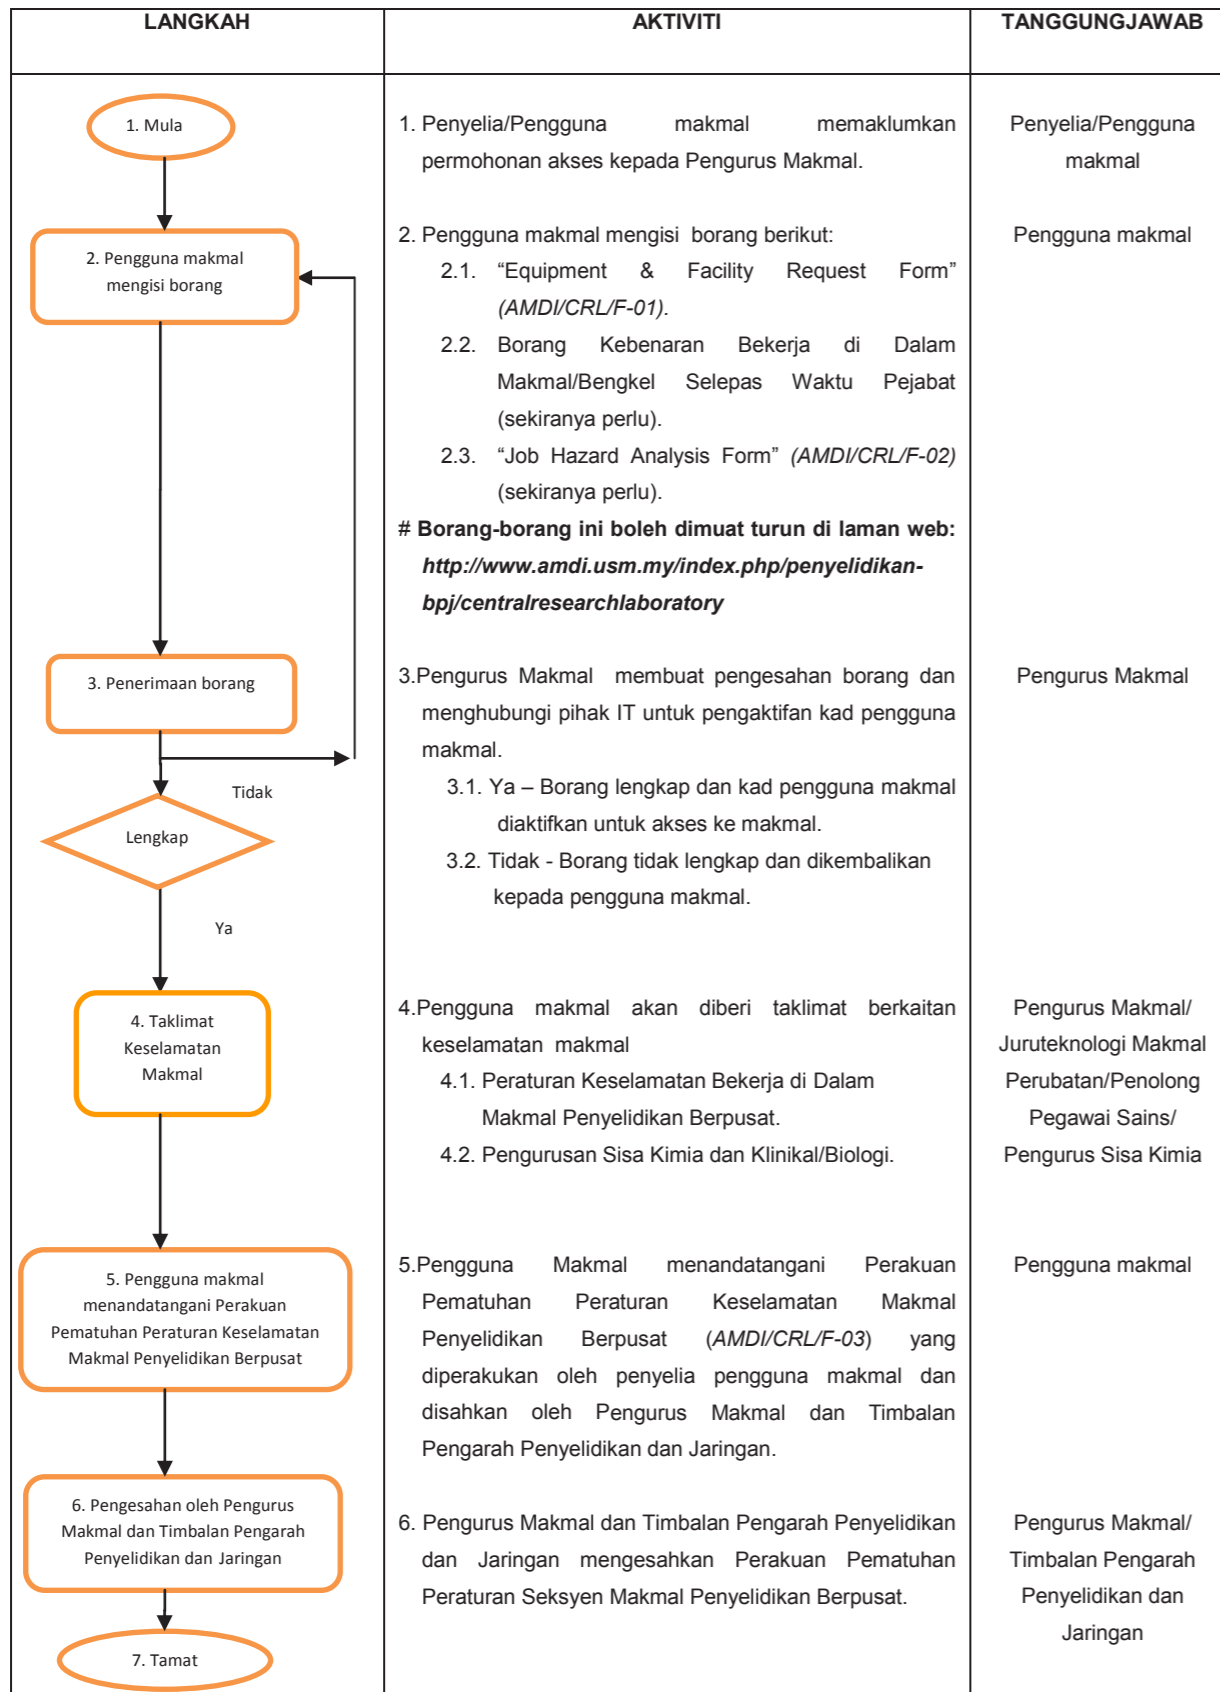 LANGKAH
AKTIVITI
TANGGUNGJAWAB
1. Mula
1. Penyelia/Pengguna makmal memaklumkan
permohonan akses kepada Pengurus Makmal.
Penyelia/Pengguna
makmal
2. Pengguna makmal
mengisi borang
2. Pengguna makmal mengisi borang berikut:
2.1. “Equipment & Facility Request Form”
(AMDI/CRL/F-01).
2.2. Borang Kebenaran Bekerja di Dalam
Makmal/Bengkel Selepas Waktu Pejabat
(sekiranya perlu).
2.3. “Job Hazard Analysis Form” (AMDI/CRL/F-02)
(sekiranya perlu).
# Borang-borang ini boleh dimuat turun di laman web:
http://www.amdi.usm.my/index.php/penyelidikan-
bpj/centralresearchlaboratory
Pengguna makmal
3. Penerimaan borang
Tidak
Lengkap
Ya
3.Pengurus Makmal membuat pengesahan borang dan
menghubungi pihak IT untuk pengaktifan kad pengguna
makmal.
3.1. Ya – Borang lengkap dan kad pengguna makmal
diaktifkan untuk akses ke makmal.
3.2. Tidak - Borang tidak lengkap dan dikembalikan
kepada pengguna makmal.
Pengurus Makmal
4. Taklimat
Keselamatan
Makmal
4.Pengguna makmal akan diberi taklimat berkaitan
keselamatan makmal
4.1. Peraturan Keselamatan Bekerja di Dalam
Makmal Penyelidikan Berpusat.
4.2. Pengurusan Sisa Kimia dan Klinikal/Biologi.
Pengurus Makmal/
Juruteknologi Makmal
Perubatan/Penolong
Pegawai Sains/
Pengurus Sisa Kimia
5. Pengguna makmal
menandatangani Perakuan
Pematuhan Peraturan Keselamatan
Makmal Penyelidikan Berpusat
5.Pengguna Makmal menandatangani Perakuan
Pematuhan Peraturan Keselamatan Makmal
Penyelidikan Berpusat (AMDI/CRL/F-03) yang
diperakukan oleh penyelia pengguna makmal dan
disahkan oleh Pengurus Makmal dan Timbalan
Pengarah Penyelidikan dan Jaringan.
Pengguna makmal
6. Pengesahan oleh Pengurus
Makmal dan Timbalan Pengarah
Penyelidikan dan Jaringan
6. Pengurus Makmal dan Timbalan Pengarah Penyelidikan
dan Jaringan mengesahkan Perakuan Pematuhan
Peraturan Seksyen Makmal Penyelidikan Berpusat.
Pengurus Makmal/
Timbalan Pengarah
Penyelidikan dan
Jaringan
7. Tamat